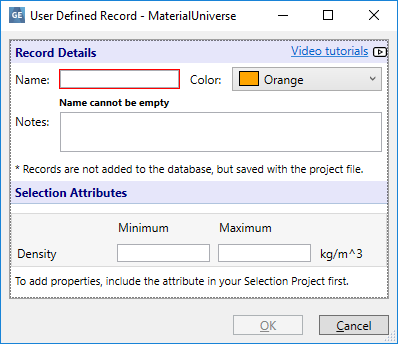 GE User Defined Record - MaterialUniverse
Record Details Video tutorials
Name: Color: Orange
Name cannot be empty
Notes:
* Records are not added to the database, but saved with the project file.
Selection Attributes
Minimum Maximum
Density kg/m^3
To add properties, include the attribute in your Selection Project first.
OK Cancel